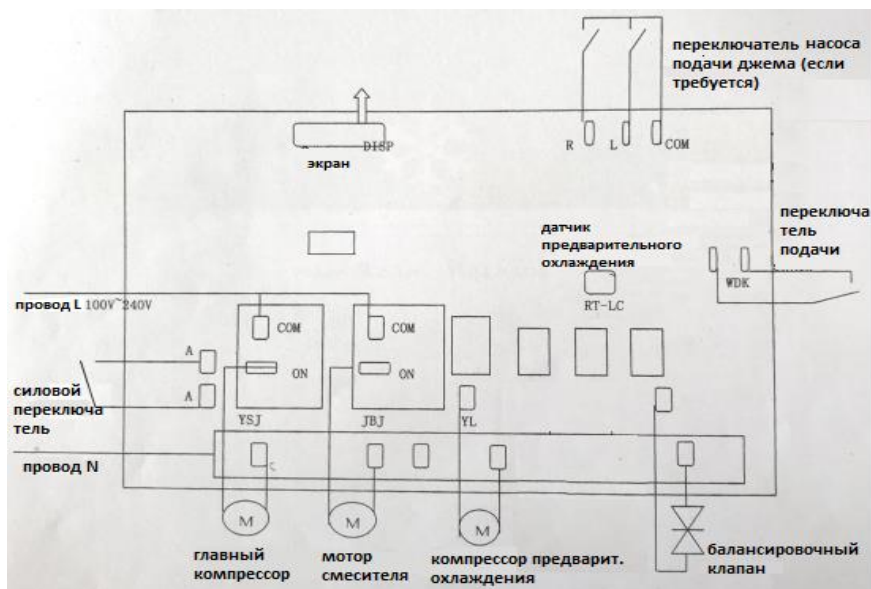 переключатель насоса
подачи джема (если
требуется)
R L COM
DISP
экран
переключа
тель
подачи
датчик
предварительного
охлаждения
WDK
RT-LC
провод L 100V~240V
COM
COM
A
ON
ON
A
силовой
переключа
тель
YSJ
JBJ
YL
провод N
C
M
M
M
главный
компрессор
мотор
смесителя
компрессор предварит.
охлаждения
балансировочный
клапан